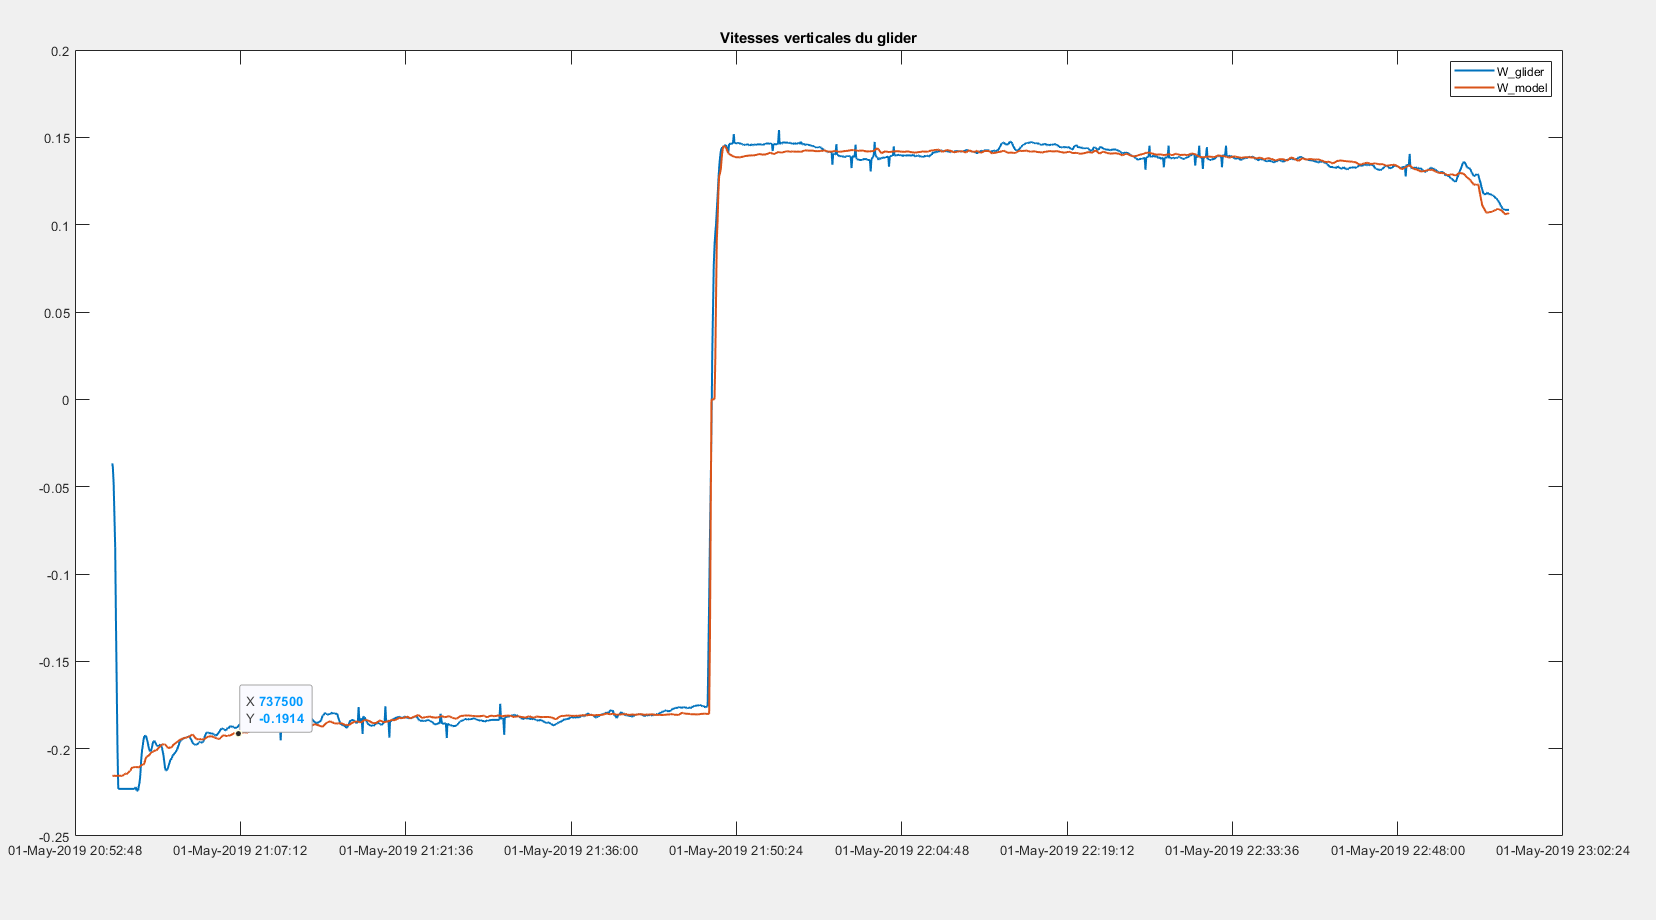 Vitesses verticales du glider
0.2
W_glider
W_model
0.15
0.1
0.05
0
-0.05
-0.1
-0.15
X 737500
Y -0.1914
-0.2
-0.25
01-May-2019 20:52:48 01-May-2019 21:07:12 01-May-2019 21:21:36 01-May-2019 21:36:00 01-May-2019 21:50:24 01-May-2019 22:04:48 01-May-2019 22:19:12 01-May-2019 22:33:36 01-May-2019 22:48:00 01-May-2019 23:02:24